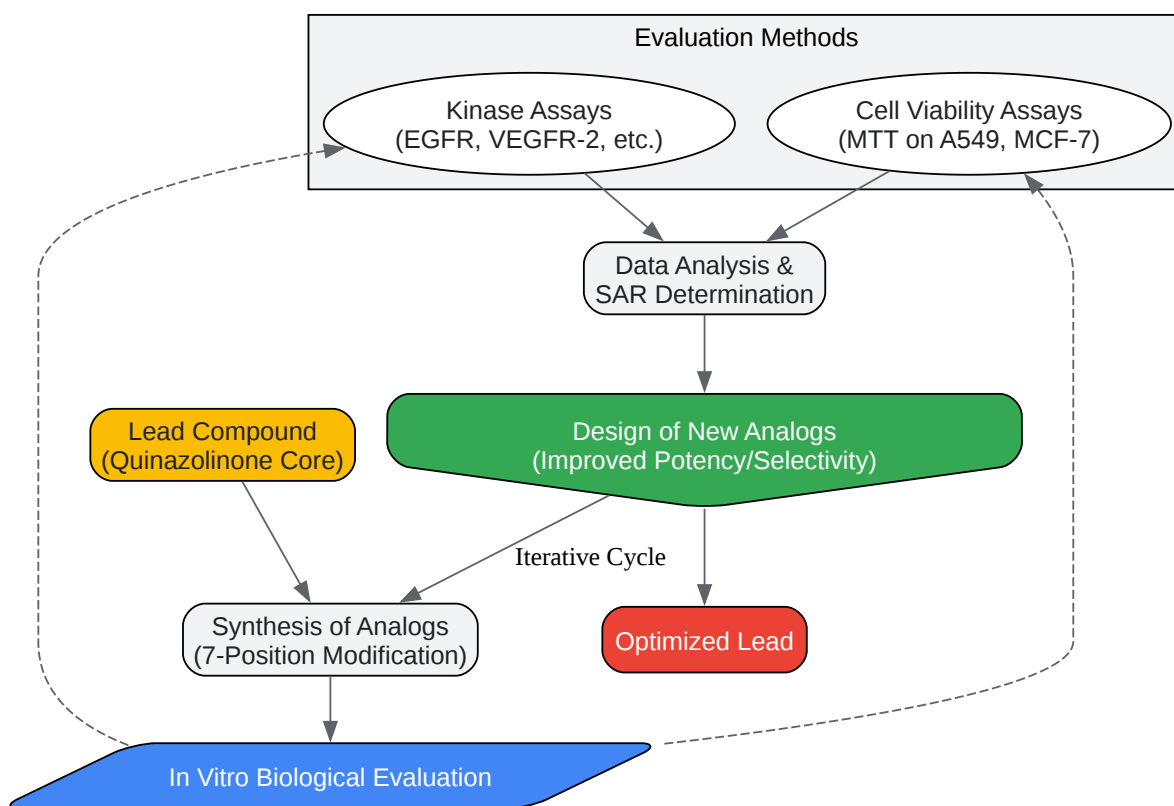 Evaluation Methods
Kinase Assays
(EGFR, VEGFR-2, etc.)
Cell Viability Assays
(MTT on A549, MCF-7)
Data Analysis &
SAR Determination
Lead Compound
(Quinazolinone Core)
Design of New Analogs
(Improved Potency/Selectivity)
Iterative Cycle
Synthesis of Analogs
(7-Position Modification)
Optimized Lead
In Vitro Biological Evaluation